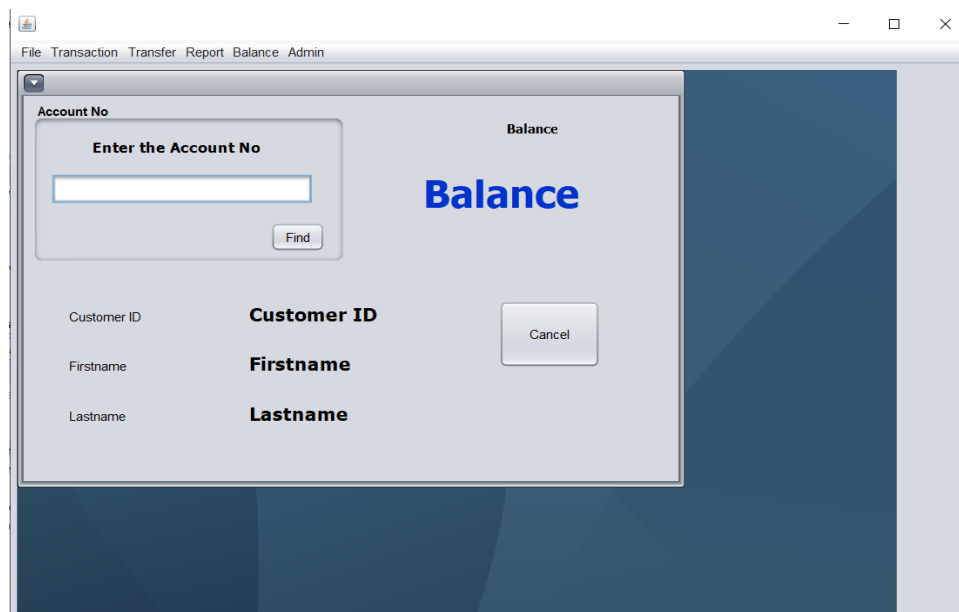 File Transaction Transfer Report Balance Admin
Account No
Enter the Account No
Find
Balance
Balance
Customer ID Customer ID
Firstname Firstname
Lastname Lastname
Cancel